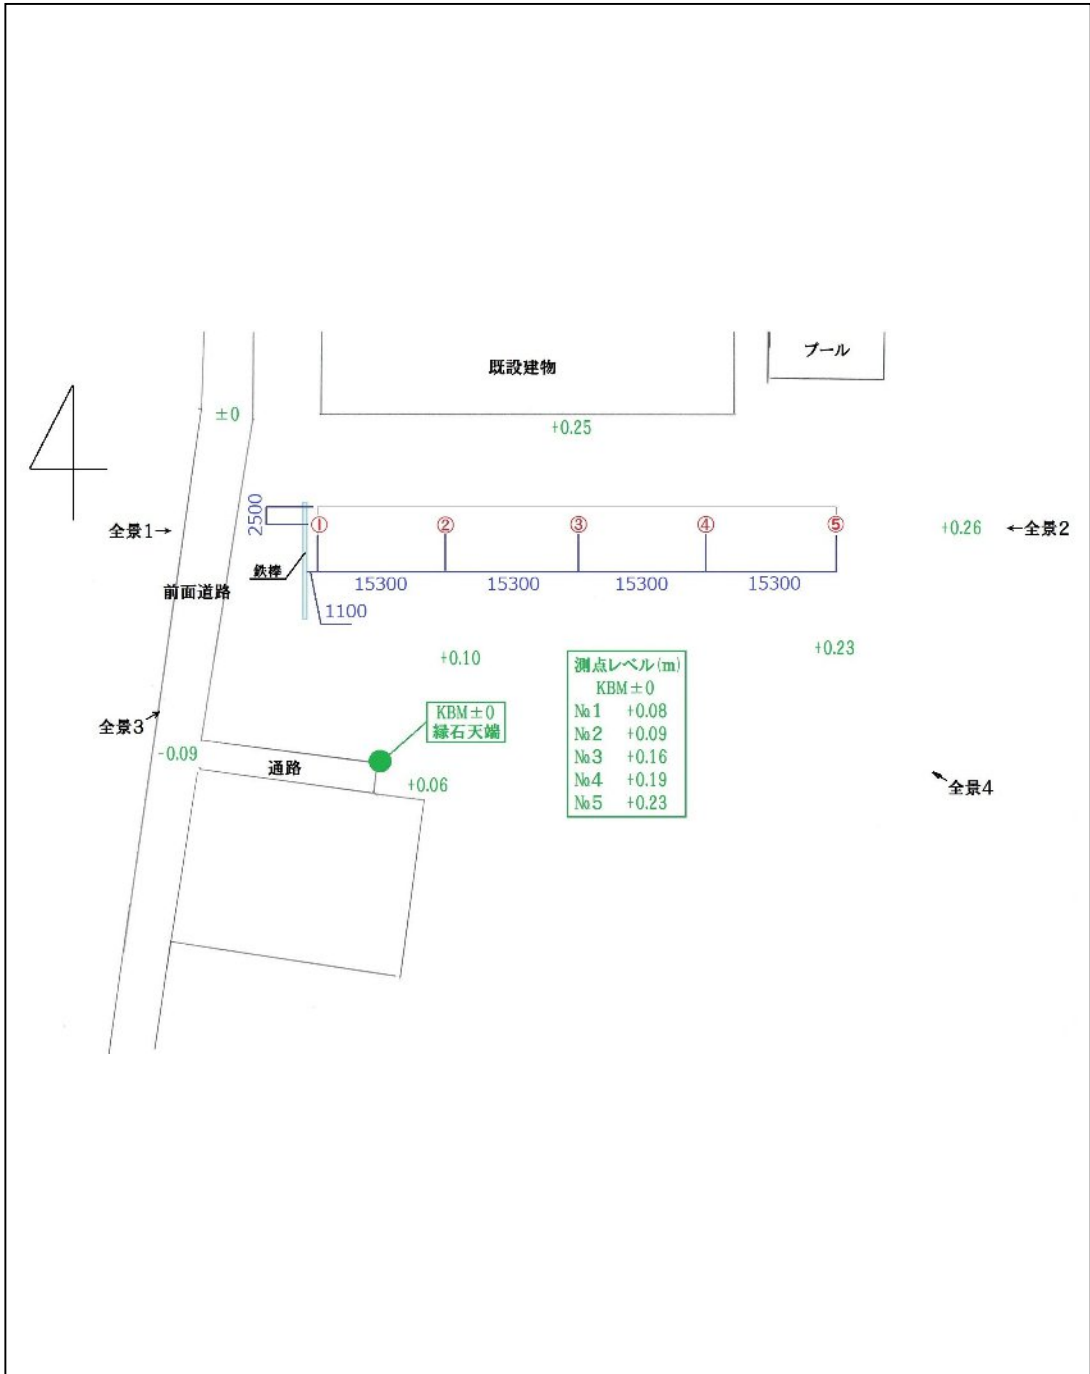 既設建物
プール
±0
+0.25
2500
全景1→
①
②
③
④
⑤
+0.26
←全景2
鉄棒
15300
15300
15300
15300
前面道路
1100
+0.10
+0.23
測点レベル(m)
KBM±0
№1 +0.08
№2 +0.09
№3 +0.16
№4 +0.19
№5 +0.23
KBM±0
縁石天端
全景3
-0.09
通路
+0.06
全景4